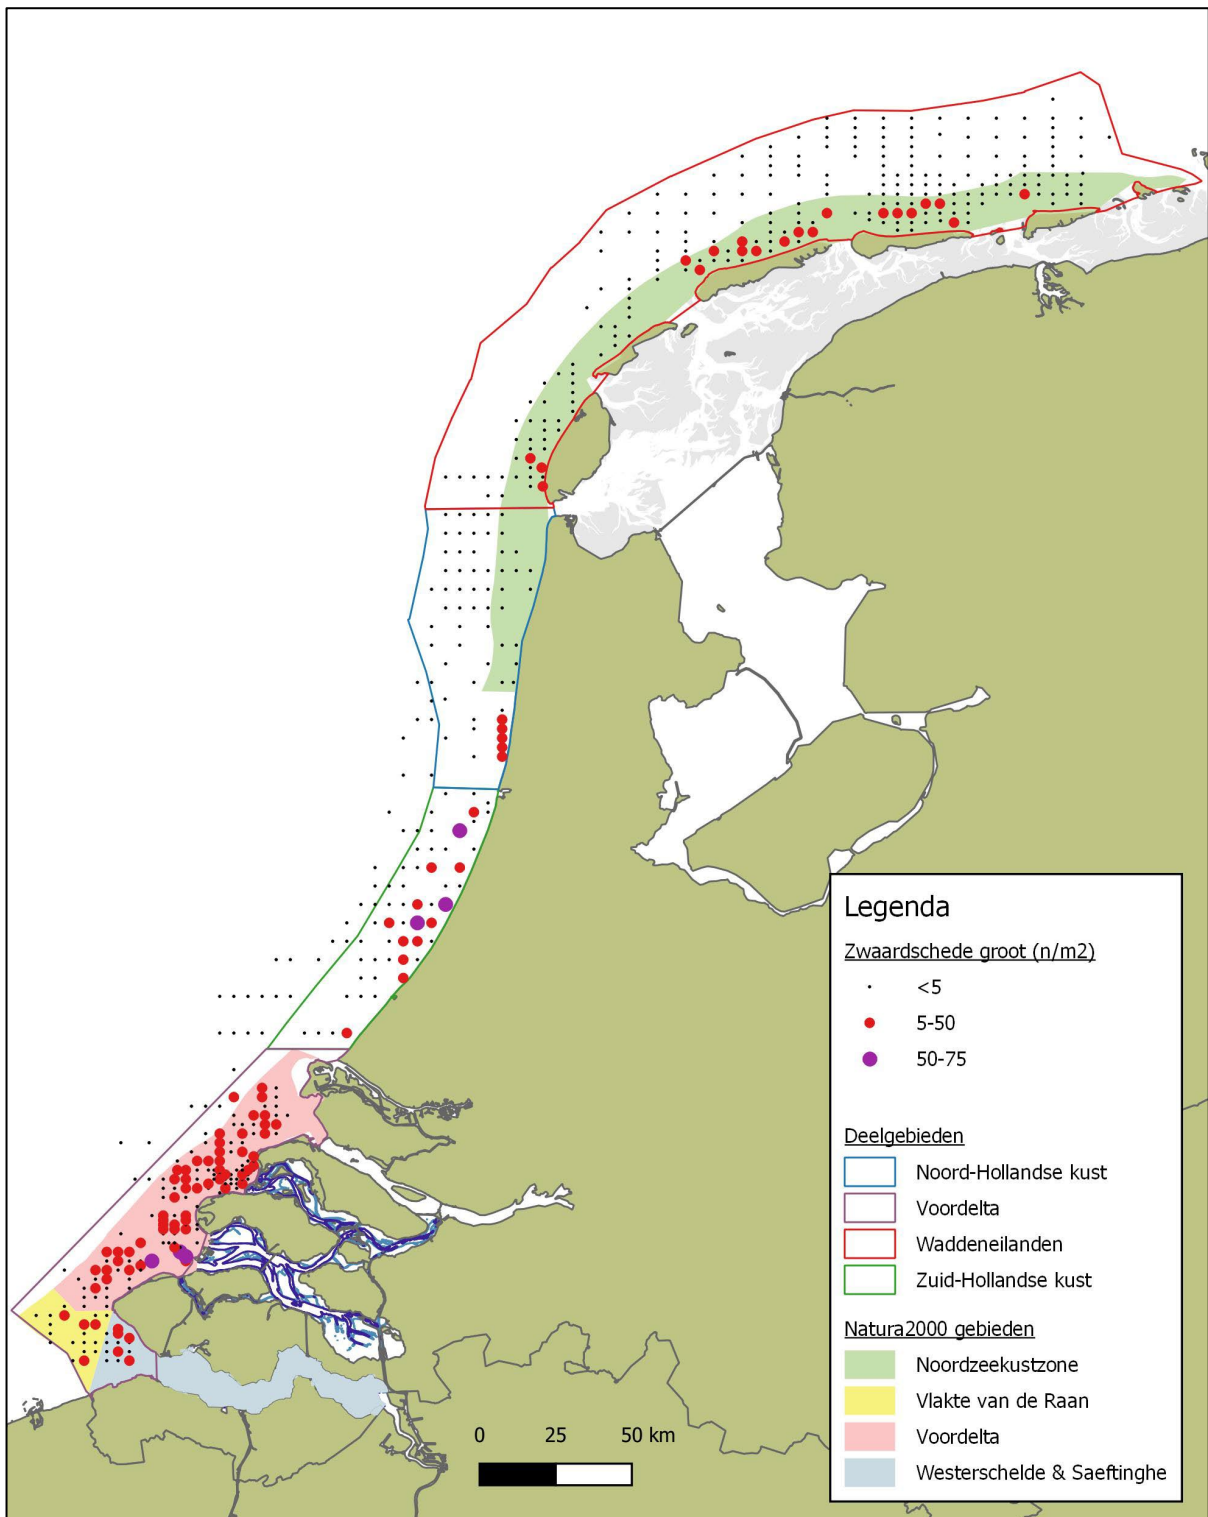 Legenda
Zwaardschede groot (n/m2)
<5
5-50
50-75
Deelgebieden
Noord-Hollandse kust
Voordelta
Waddeneilanden
Zuid-Hollandse kust
Natura2000 gebieden
Noordzeekustzone
Vlakte van de Raan
Voordelta
Westerschelde & Saeftinghe
0 25 50 km